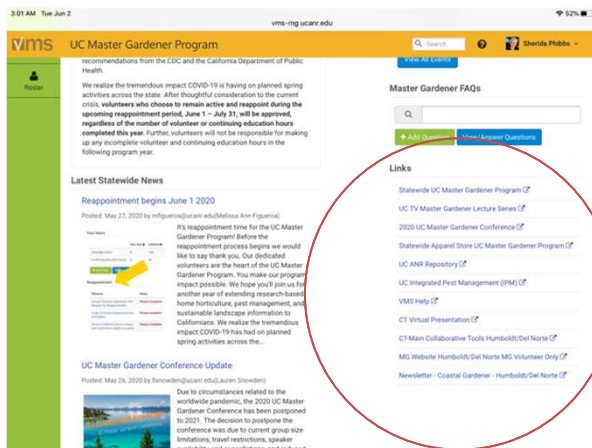 3:01 AM Tue Jun 2
vms-mg.ucanr.edu
52%
vms
UC Master Gardener Program
Search
Sherida Phibbs
Roster
recommendations from the CDC and the California Department of Public
Health.
We realize the tremendous impact COVID-19 is having on planned spring
activities across the state. After thoughtful consideration to the current
crisis, volunteers who choose to remain active and reappoint during the
upcoming reappointment period, June 1 – July 31, will be approved,
regardless of the number of volunteer or continuing education hours
completed this year. Further, volunteers will not be responsible for making
up any incomplete volunteer and continuing education hours in the
following program year.
Latest Statewide News
Reappointment begins June 1 2020
Posted: May 27, 2020 by mfigueroa@ucanr.edu(Melissa Ann Figueroa)
It's reappointment time for the UC Master
Gardener Program! Before the
reappointment process begins we would
like to say thank you. Our dedicated
volunteers are the heart of the UC Master
Gardener Program. You make our program
impact possible. We hope you'll join us for
another year of extending research-based
home horticulture, pest management, and
sustainable landscape information to
Californians. We realize the tremendous
impact COVID-19 has had on planned
spring activities across the...
UC Master Gardener Conference Update
Posted: May 26, 2020 by lsnowden@ucanr.edu(Lauren Snowden)
Due to circumstances related to the
worldwide pandemic, the 2020 UC Master
Gardener Conference has been postponed
to 2021. The decision to postpone the
conference was due to current group size
limitations, travel restrictions, speaker
View All Events
Master Gardener FAQs
+ Add Question
View/Answer Questions
Links
Statewide UC Master Gardener Program
UC TV Master Gardener Lecture Series
2020 UC Master Gardener Conference
Statewide Apparel Store UC Master Gardener Program
UC ANR Repository
UC Integrated Pest Management (IPM)
VMS Help
CT Virtual Presentation
CT-Main Collaborative Tools Humboldt/Del Norte
MG Website Humboldt/Del Norte MG Volunteer Only
Newsletter - Coastal Gardener - Humboldt/Del Norte